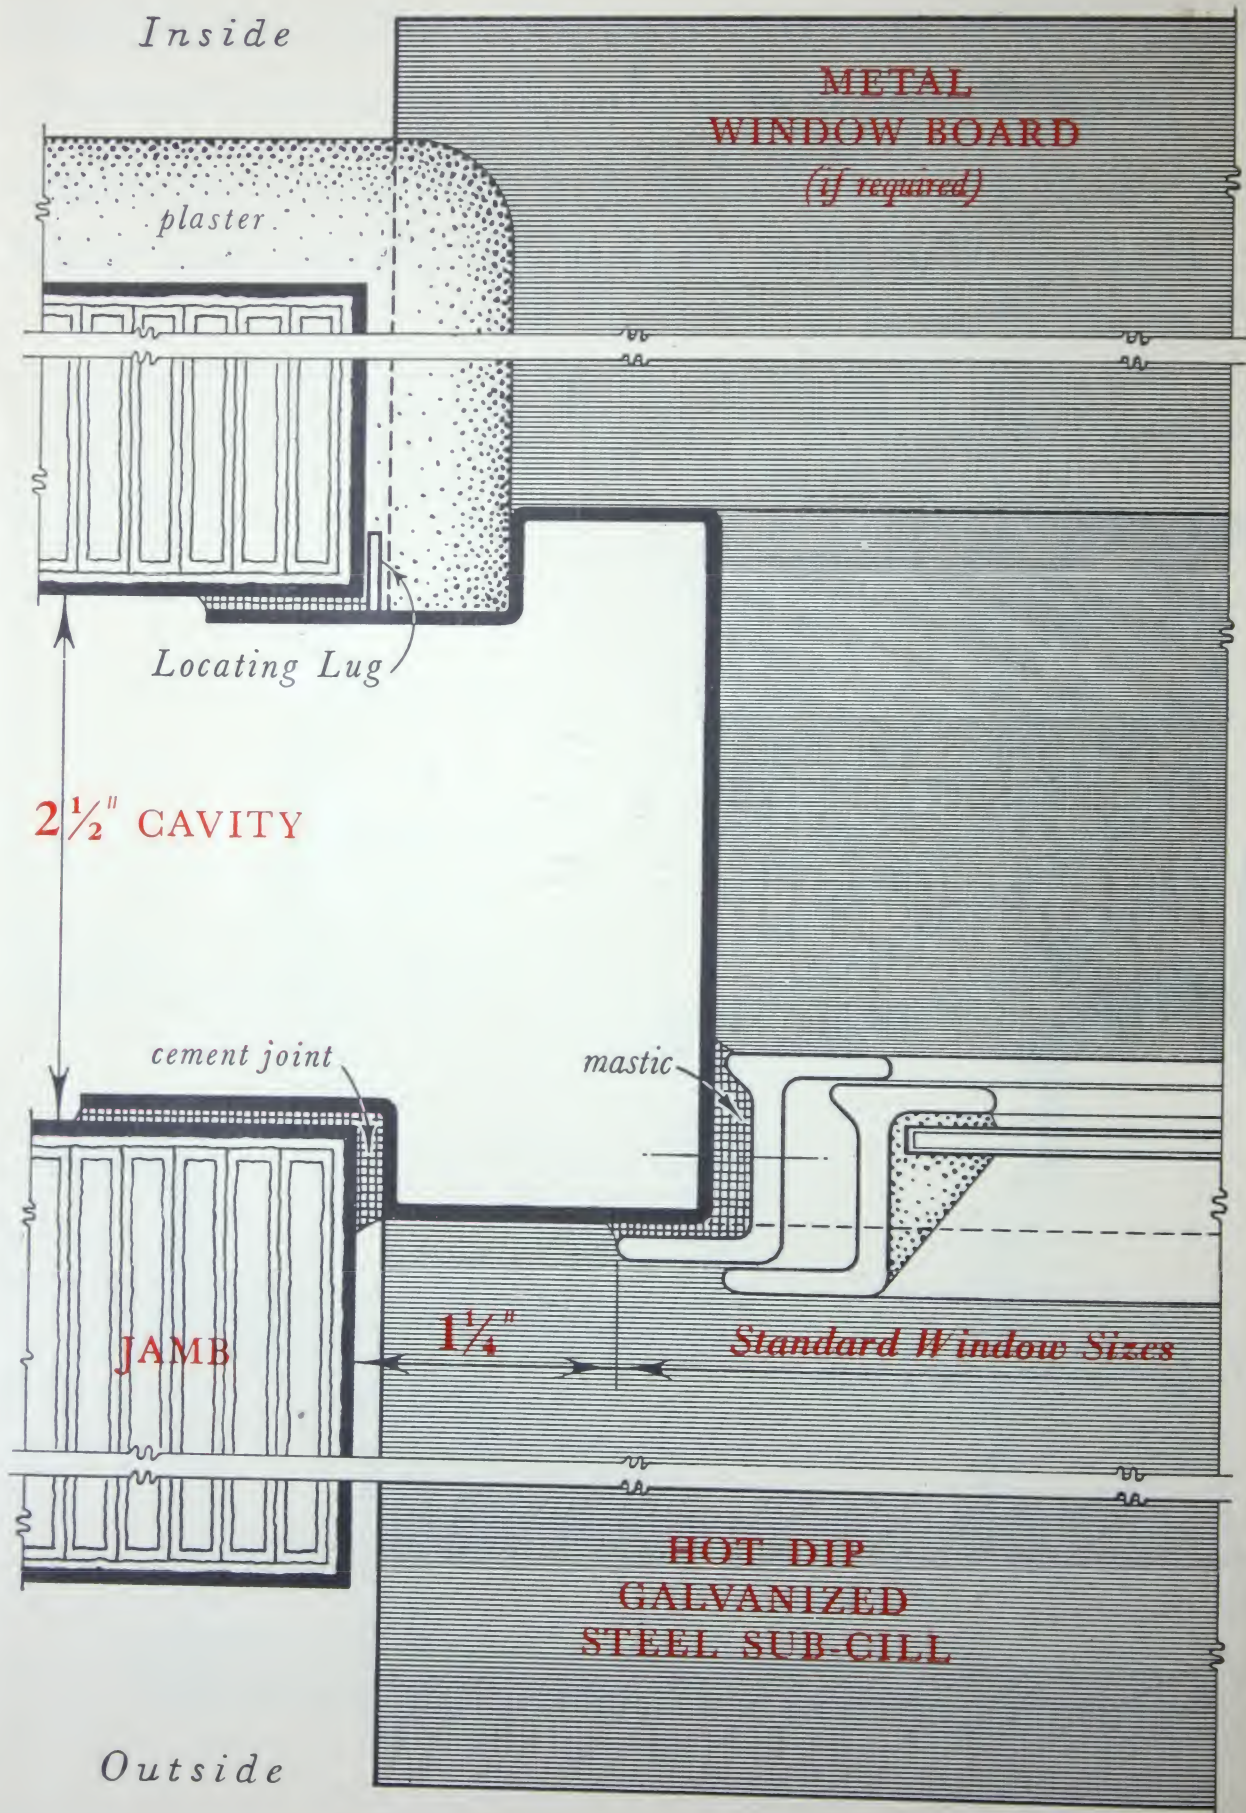 Inside
METAL
WINDOW BOARD
(if required)
plaster
Locating Lug
2½" CAVITY
cement joint
mastic
JAMB
1¼"
Standard Window Sizes
HOT DIP
GALVANIZED
STEEL SUB-CILL
Outside